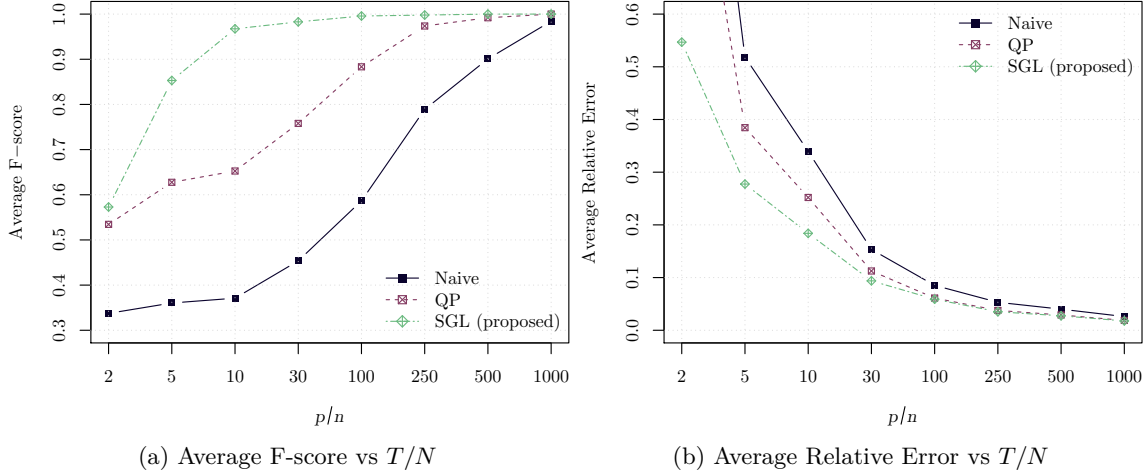 Average F−score
1.0
0.9
0.8
0.7
0.6
0.5
0.4
0.3
Naive
QP
SGL (proposed)
2 5 10 30 100 250 500 1000
p/n
(a) Average F-score vs T/N
Average Relative Error
0.6
0.5
0.4
0.3
0.2
0.1
0.0
Naive
QP
SGL (proposed)
2 5 10 30 100 250 500 1000
p/n
(b) Average Relative Error vs T/N